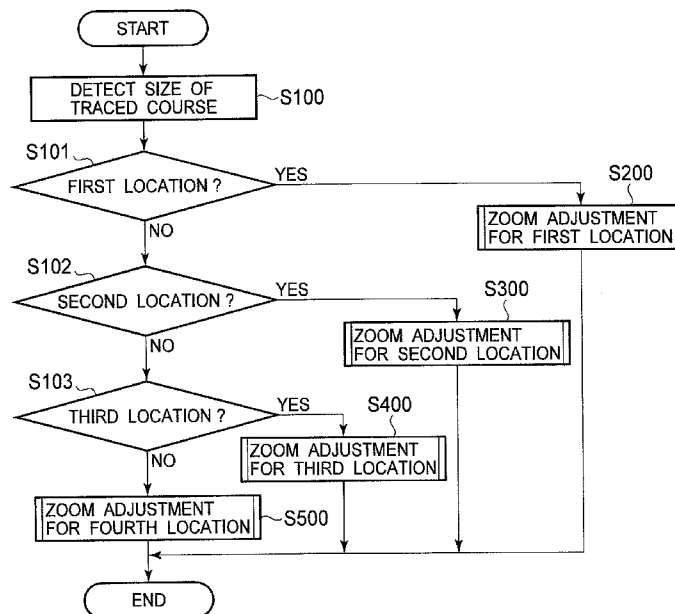 START
DETECT SIZE OF
TRACED COURSE
S100
S101
FIRST LOCATION ?
YES
NO
S200
ZOOM ADJUSTMENT
FOR FIRST LOCATION
S102
SECOND LOCATION ?
YES
NO
S300
ZOOM ADJUSTMENT
FOR SECOND LOCATION
S103
THIRD LOCATION ?
YES
NO
S400
ZOOM ADJUSTMENT
FOR THIRD LOCATION
ZOOM ADJUSTMENT
FOR FOURTH LOCATION
S500
END